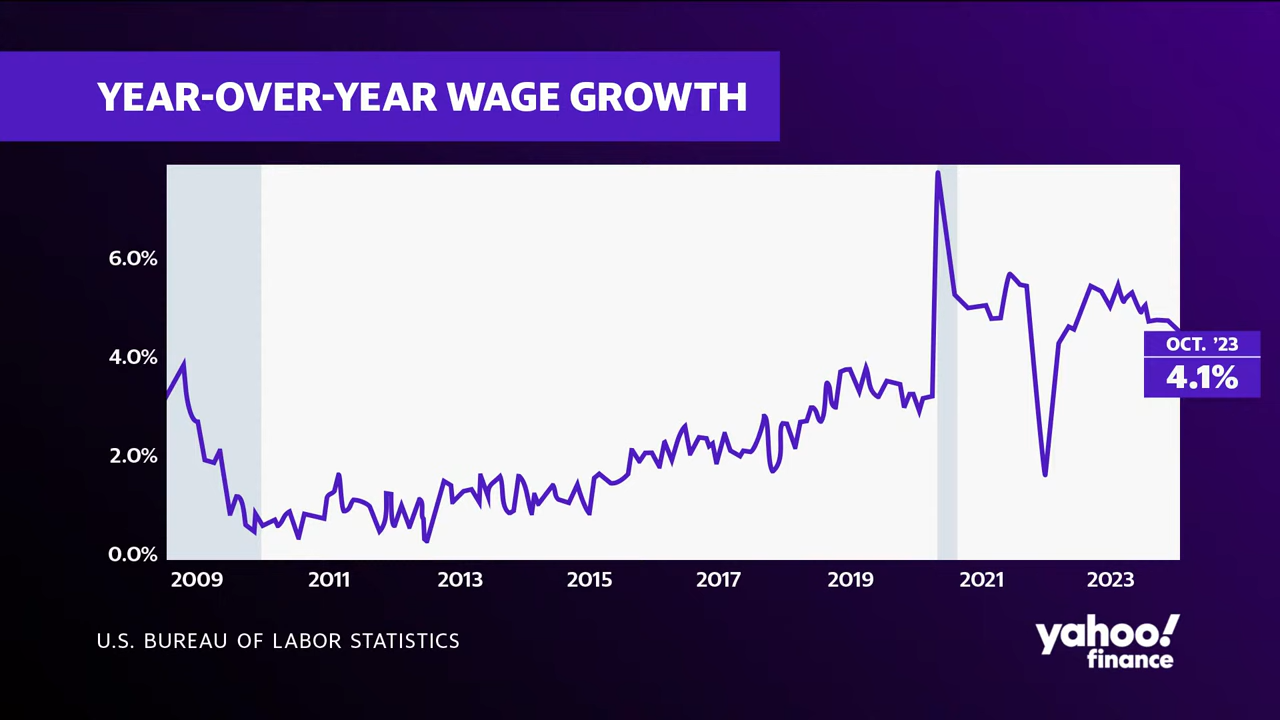 YEAR-OVER-YEAR WAGE GROWTH
6.0%
4.0%
2.0%
0.0%
OCT. ’23
4.1%
2009 2011 2013 2015 2017 2019 2021 2023
U.S. BUREAU OF LABOR STATISTICS
yahoo!
finance